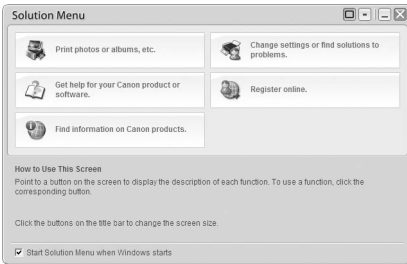 Solution Menu
Print photos or albums, etc.
Change settings or find solutions to
problems.
Get help for your Canon product or
software.
Register online.
Find information on Canon products.
How to Use This Screen
Point to a button on the screen to display the description of each function. To use a function, click the
corresponding button.
Click the buttons on the title bar to change the screen size.
Start Solution Menu when Windows starts